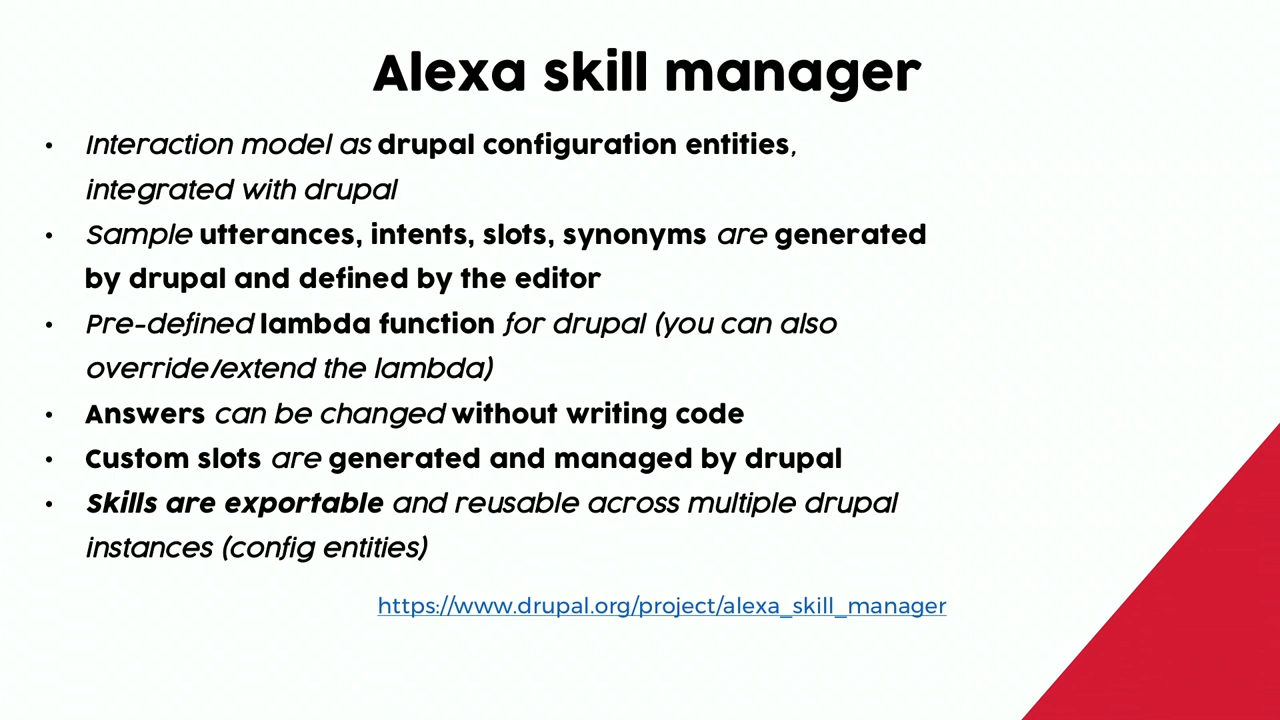 Alexa skill manager
• Interaction model as drupal configuration entities,
integrated with drupal
• Sample utterances, intents, slots, synonyms are generated
by drupal and defined by the editor
• Pre-defined lambda function for drupal (you can also
override/extend the lambda)
• Answers can be changed without writing code
• Custom slots are generated and managed by drupal
• Skills are exportable and reusable across multiple drupal
instances (config entities)
https://www.drupal.org/project/alexa_skill_manager